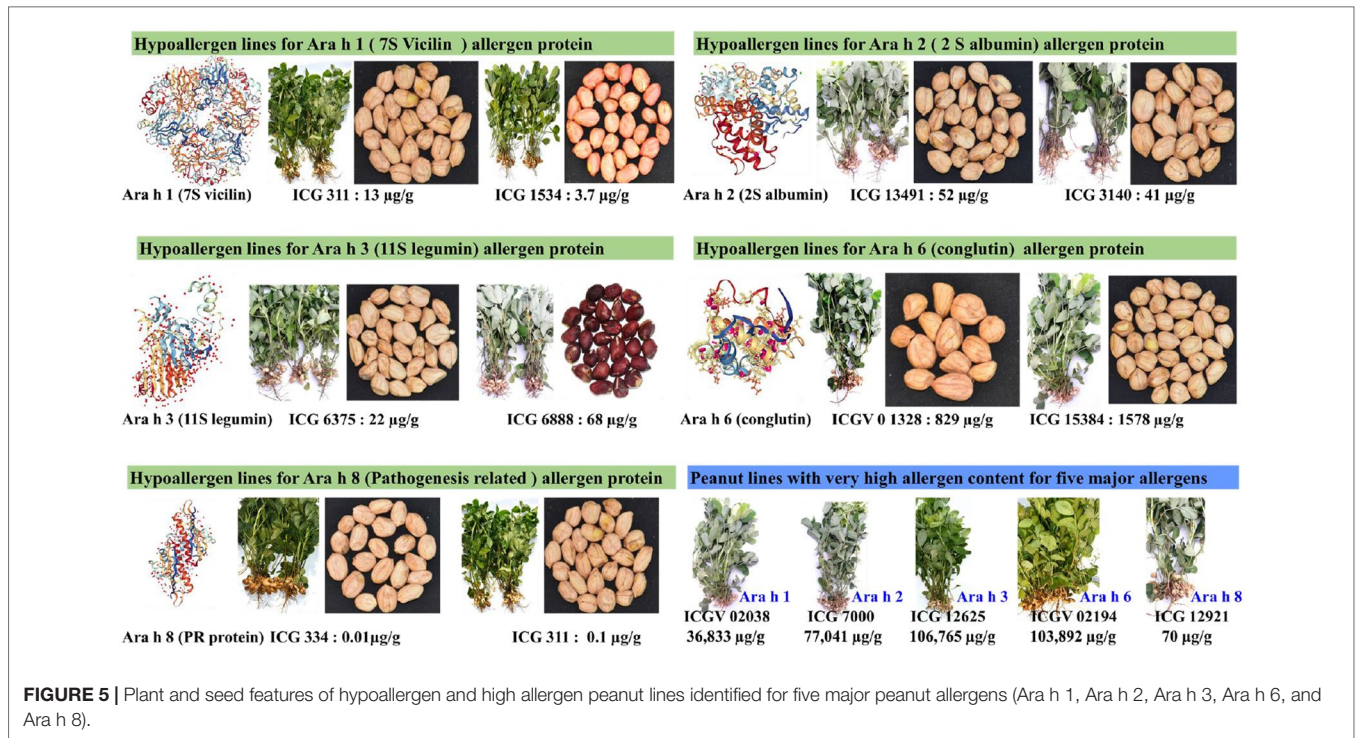 Hypoallergen lines for Ara h 1 ( 7S Vicilin  ) allergen protein
Ara h 1 (7S vicilin)
ICG 311 : 13 µg/g
ICG 1534 : 3.7 µg/g
Hypoallergen lines for Ara h 2 ( 2 S albumin) allergen protein
Ara h 2 (2S albumin)
ICG 13491 : 52 µg/g
ICG 3140 : 41 µg/g
Hypoallergen lines for Ara h 3 (11S legumin) allergen protein
Ara h 3 (11S legumin)
ICG 6375 : 22 µg/g
ICG 6888 : 68 µg/g
Hypoallergen lines for Ara h 6 (conglutin)  allergen protein
Ara h 6 (conglutin)
ICGV 0 1328 : 829 µg/g
ICG 15384 : 1578 µg/g
Hypoallergen lines for Ara h 8 (Pathogenesis related ) allergen protein
Ara h 8 (PR protein)
ICG 334 : 0.01µg/g
ICG 311 :  0.1 µg/g
Peanut lines with very high allergen content for five major allergens
Ara h 1
ICGV 02038
36,833 µg/g
Ara h 2
ICG 7000
77,041 µg/g
Ara h 3
ICG 12625
106,765 µg/g
Ara h 6
ICGV 02194
103,892 µg/g
Ara h 8
ICG 12921
70 µg/g
FIGURE 5 | Plant and seed features of hypoallergen and high allergen peanut lines identified for five major peanut allergens (Ara h 1, Ara h 2, Ara h 3, Ara h 6, and
Ara h 8).